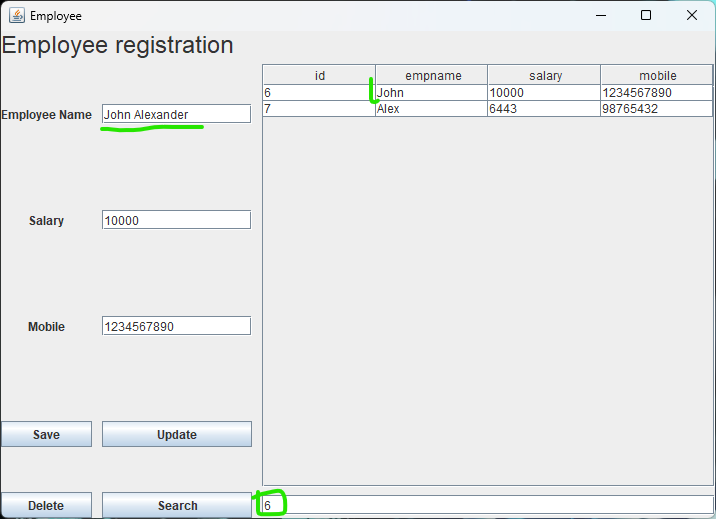 Employee
Employee registration
id empname salary mobile
6 John 10000 1234567890
7 Alex 6443 98765432
Employee Name John Alexander
Salary 10000
Mobile 1234567890
Save Update
Delete Search 6